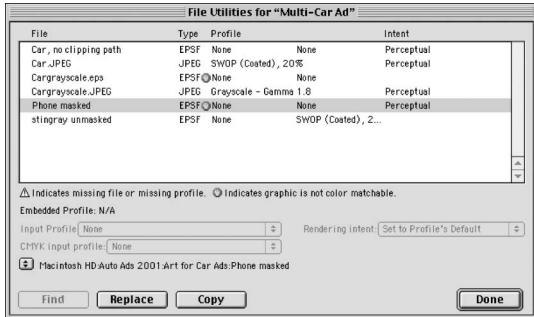 File Utilities for “Multi-Car Ad”
File Type Profile Intent
Car, no clipping path EPSF None None Perceptual
Car.JPEG JPEG SWOP (Coated), 20% Perceptual
Cargrayscale.eps EPSF None None
Cargrayscale.JPEG JPEG Grayscale - Gamma 1.8 Perceptual
Phone masked EPSF None None Perceptual
stingray unmasked EPSF None SWOP (Coated), 2...
Indicates missing file or missing profile. Indicates graphic is not color matchable.
Embedded Profile: N/A
Input Profile None Rendering intent: Set to Profile's Default
CMYK input profile: None
Macintosh HD:Auto Ads 2001:Art for Car Ads:Phone masked
Find Replace Copy Done